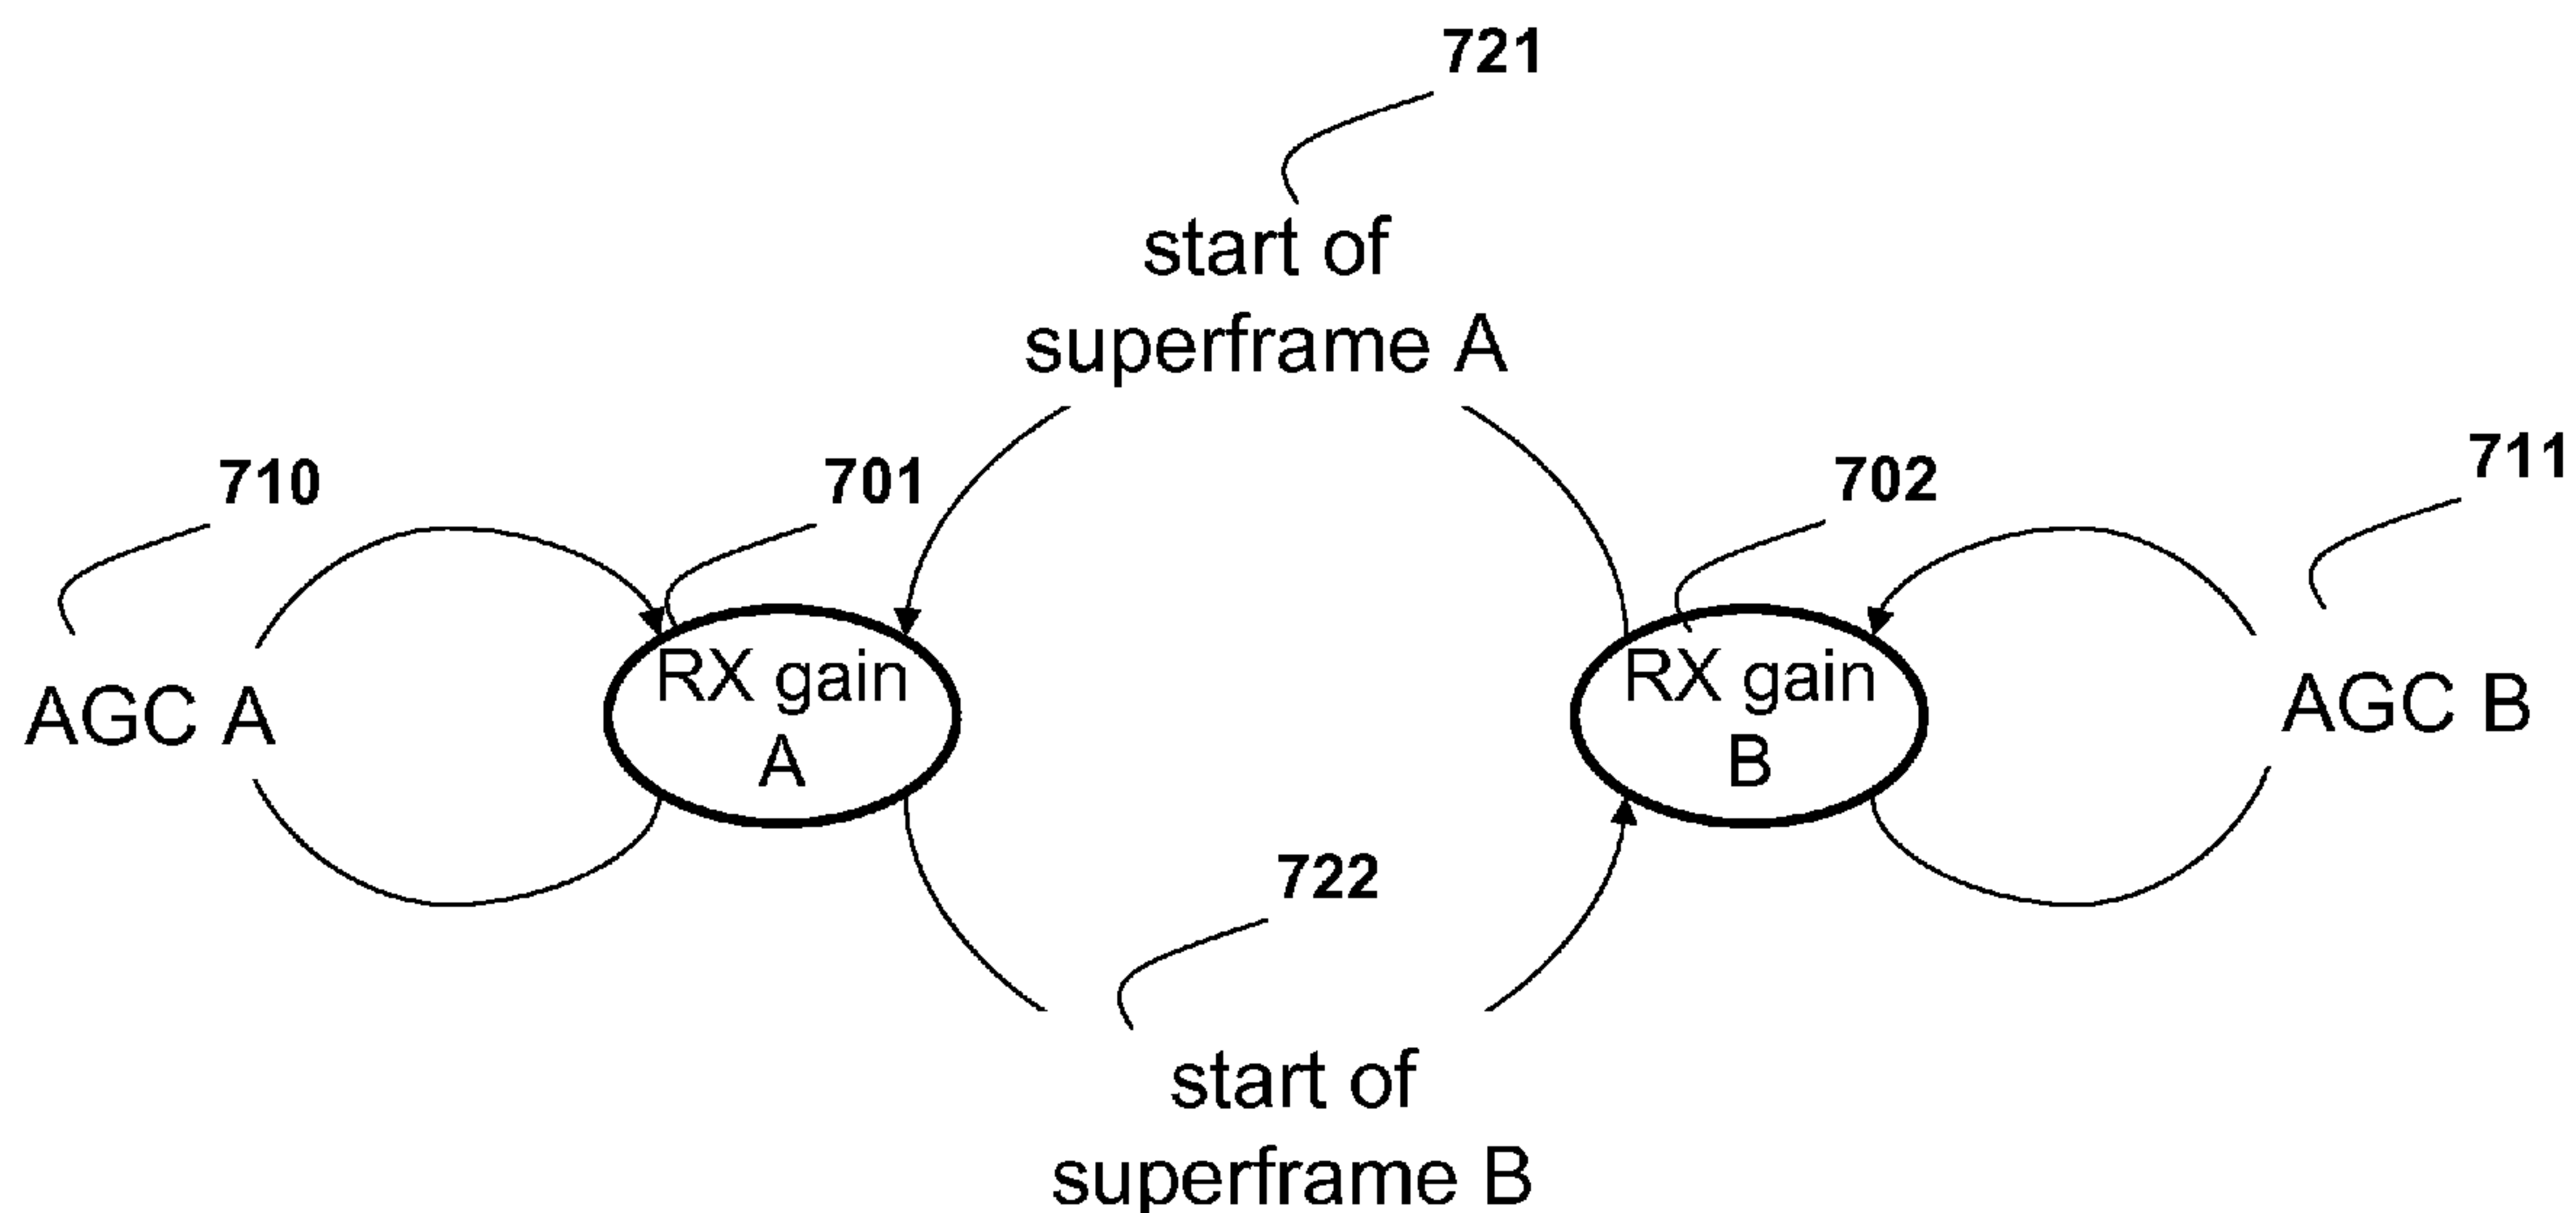 721
start of
superframe A
710
701
702
711
AGC A
RX gain
A
RX gain
B
AGC B
722
start of
superframe B